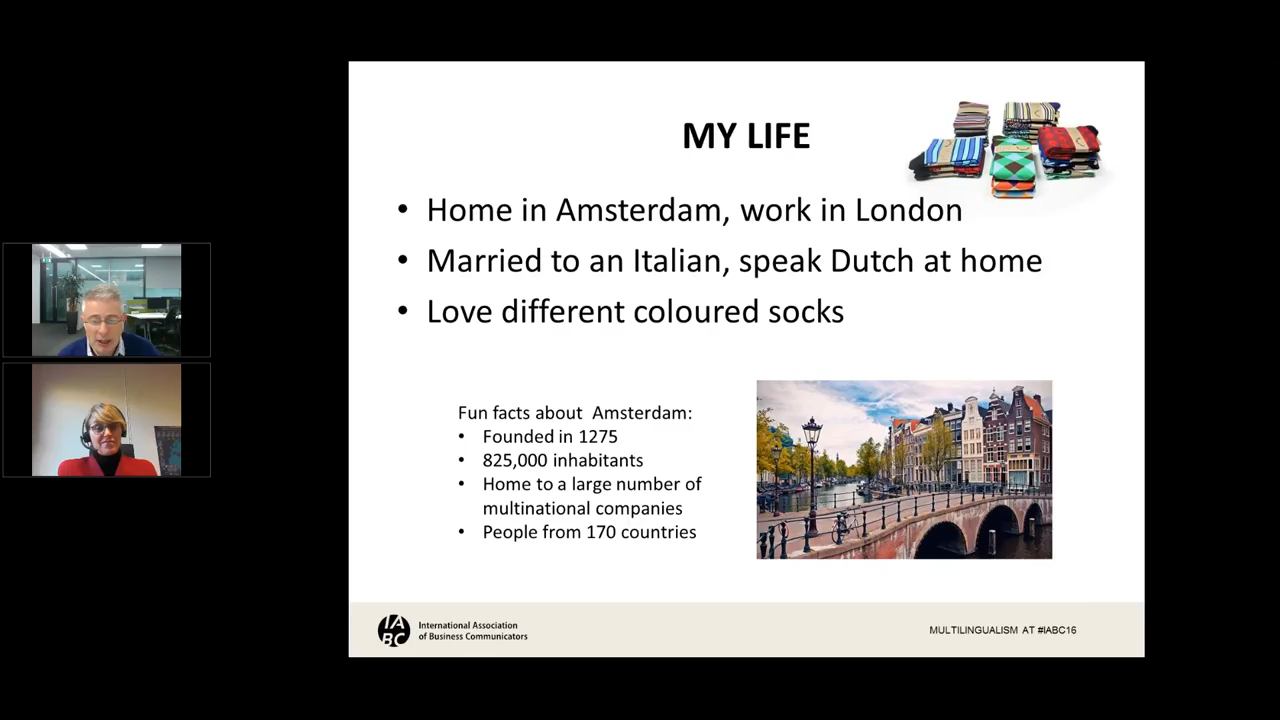 MY LIFE
• Home in Amsterdam, work in London
• Married to an Italian, speak Dutch at home
• Love different coloured socks
Fun facts about Amsterdam:
• Founded in 1275
• 825,000 inhabitants
• Home to a large number of
multinational companies
• People from 170 countries
IA
BC
International Association
of Business Communicators
MULTILINGUALISM AT #IABC16